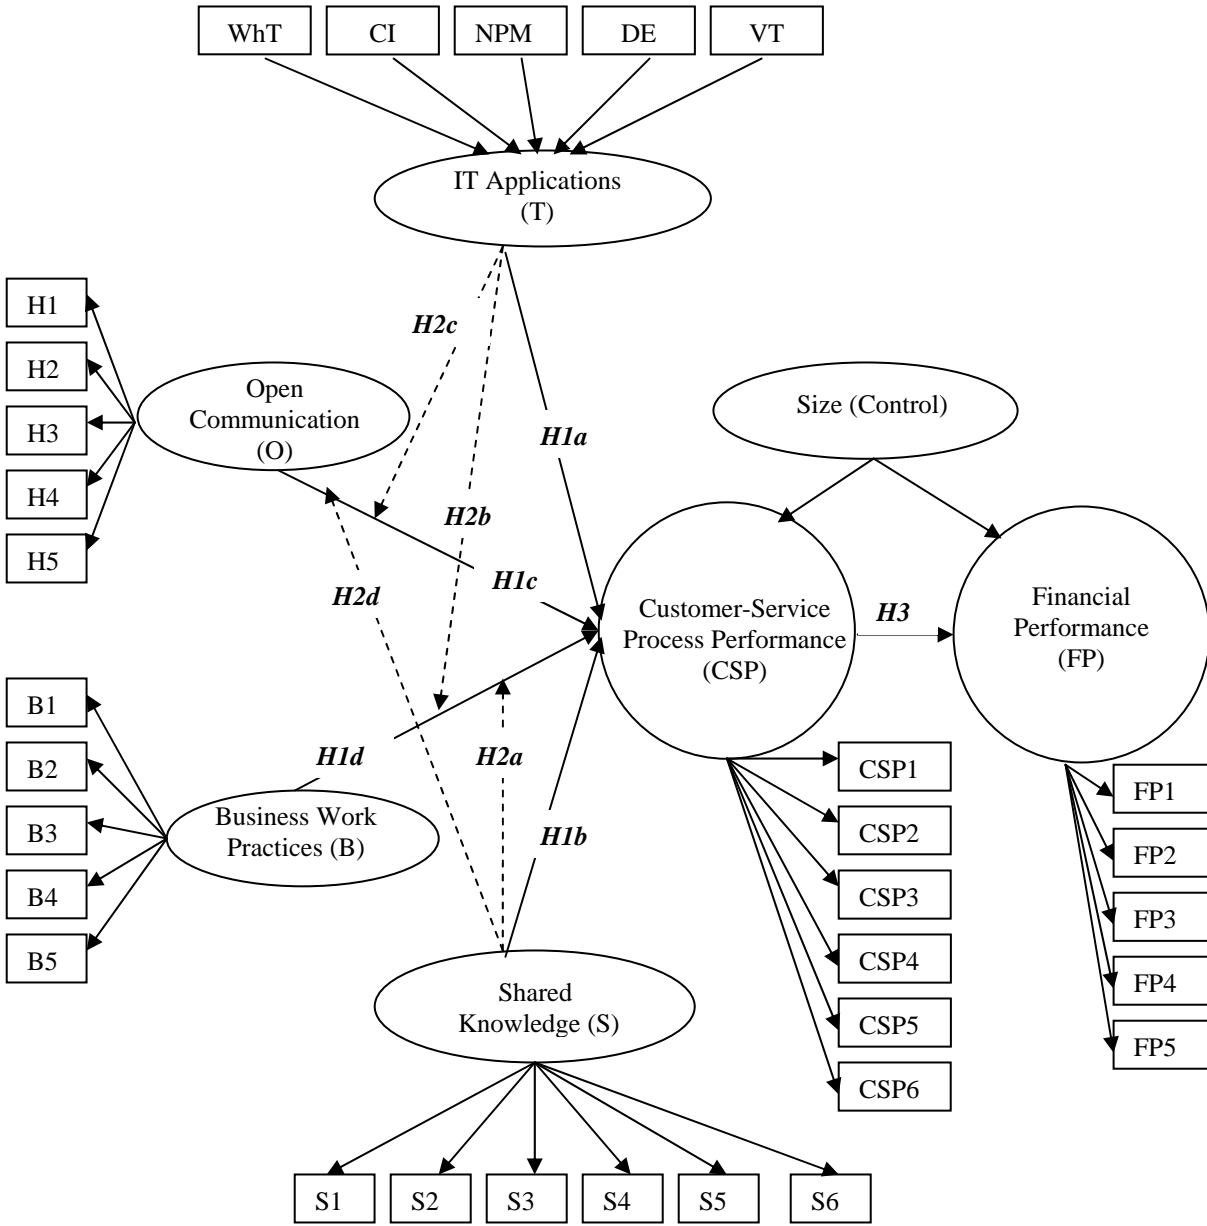 WhT
CI
NPM
DE
VT
IT Applications
(T)
H1
H2
H3
H4
H5
H2c
Open
Communication
(O)
Size (Control)
H1a
H2b
H1c
H2d
Customer-Service
Process Performance
(CSP)
H3
Financial
Performance
(FP)
B1
B2
B3
B4
B5
H1d
H2a
Business Work
Practices (B)
H1b
CSP1
CSP2
CSP3
CSP4
CSP5
CSP6
FP1
FP2
FP3
FP4
FP5
Shared
Knowledge (S)
S1
S2
S3
S4
S5
S6